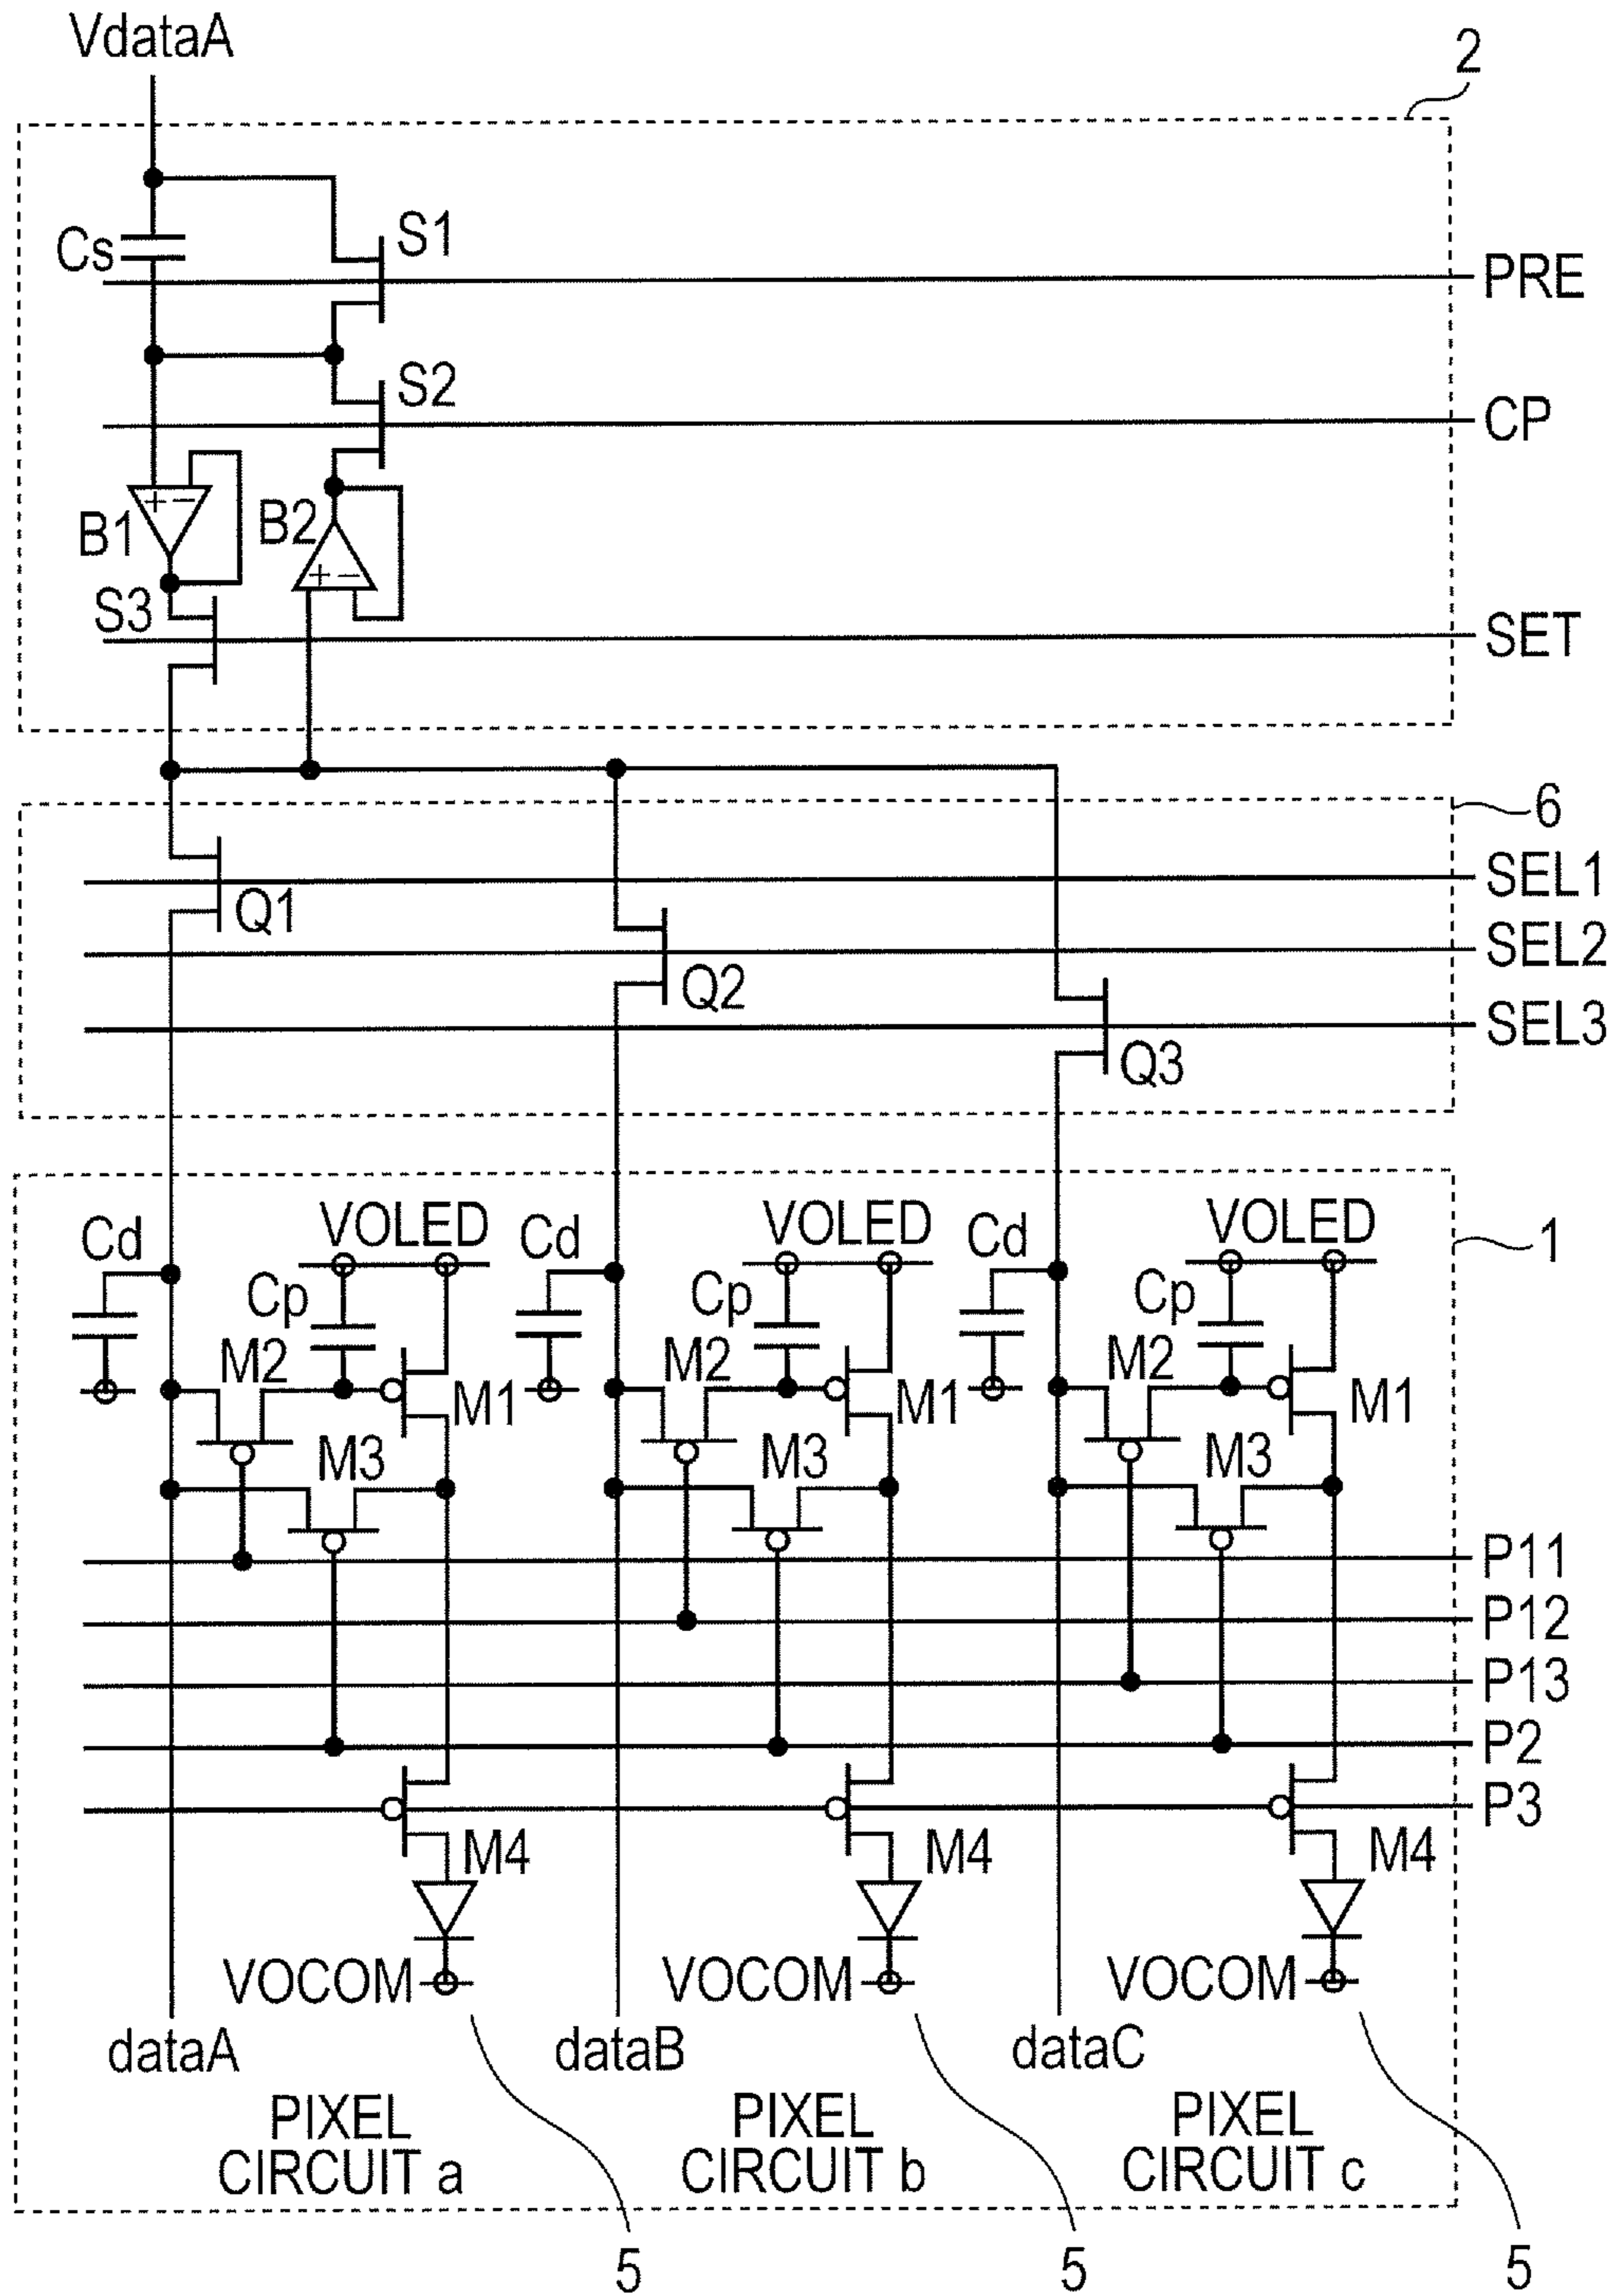 VdataA
2
Cs
S1
PRE
S2
CP
+ −
B1
B2
+ −
S3
SET
6
SEL1
Q1
SEL2
Q2
SEL3
Q3
Cd
VOLED
Cd
VOLED
Cd
VOLED
1
Cp
Cp
Cp
M2
M1
M2
M1
M2
M1
M3
M3
M3
P11
P12
P13
P2
P3
M4
M4
M4
VOCOM
VOCOM
VOCOM
dataA
dataB
dataC
PIXEL
CIRCUIT a
PIXEL
CIRCUIT b
PIXEL
CIRCUIT c
5
5
5